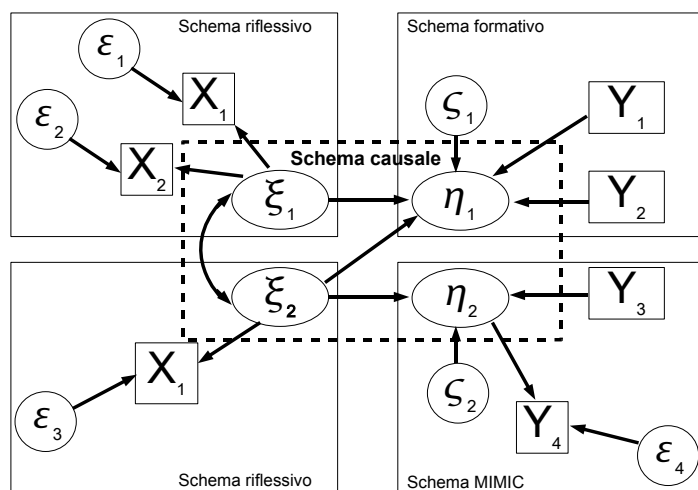 Schema riflessivo
Schema formativo
ε1
X1
ς1
Y1
ε2
X2
Schema causale
ξ1
η1
Y2
ξ2
η2
Y3
X1
ε3
ς2
Y4
ε4
Schema riflessivo
Schema MIMIC